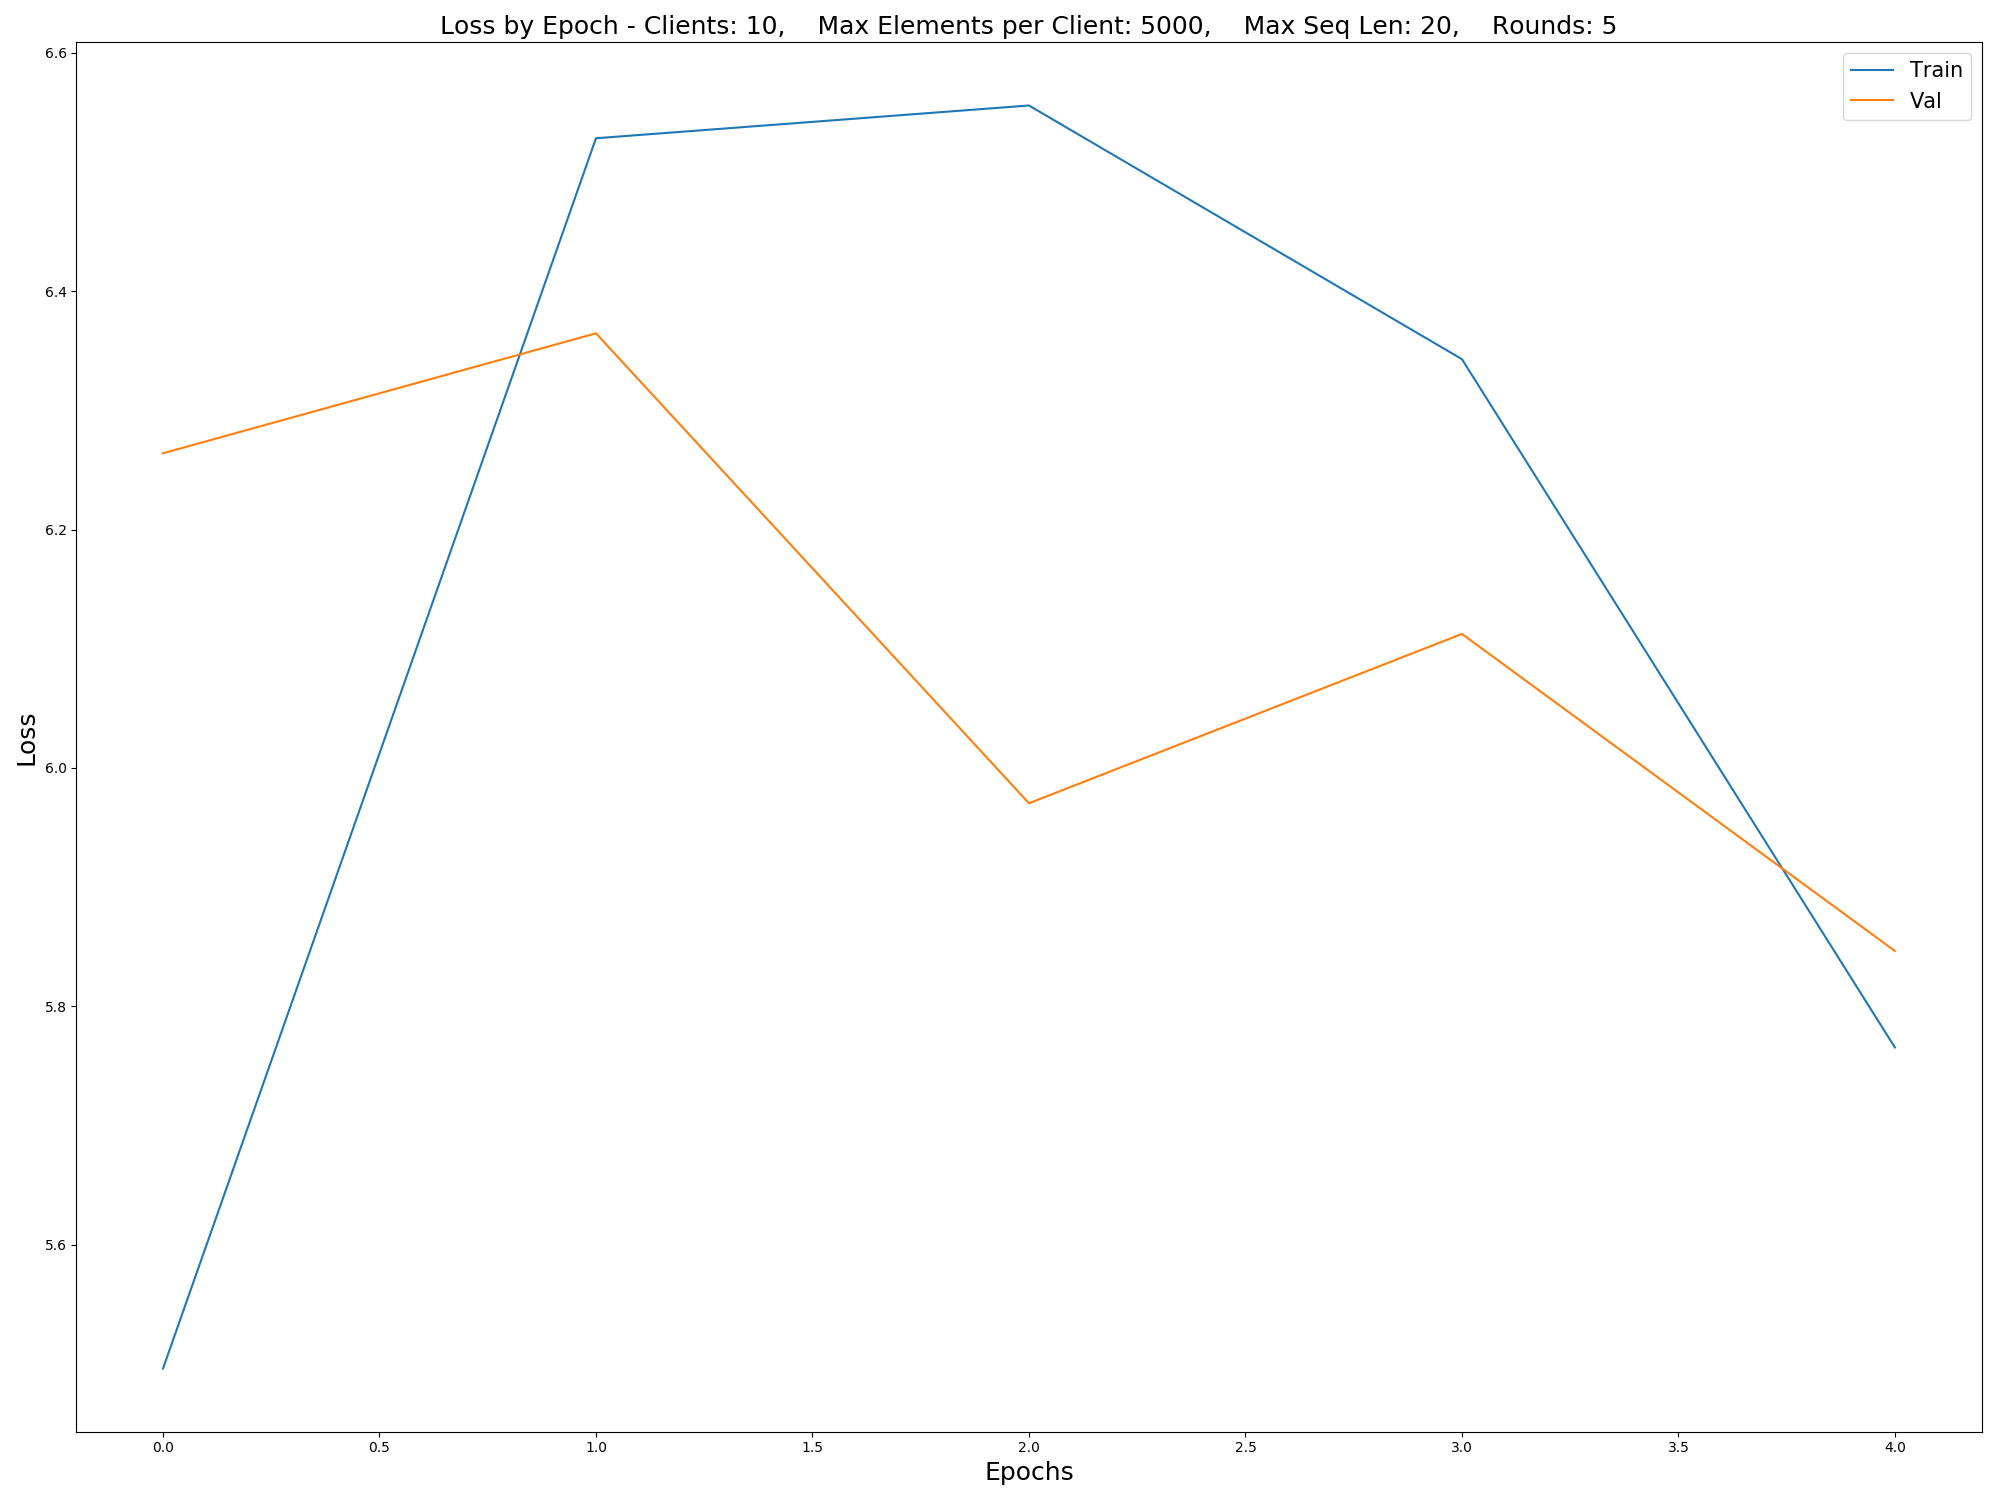 Loss by Epoch - Clients: 10,    Max Elements per Client: 5000,    Max Seq Len: 20,    Rounds: 5
Train
Val
6.6
6.4
6.2
6.0
5.8
5.6
Loss
0.0 0.5 1.0 1.5 2.0 2.5 3.0 3.5 4.0
Epochs